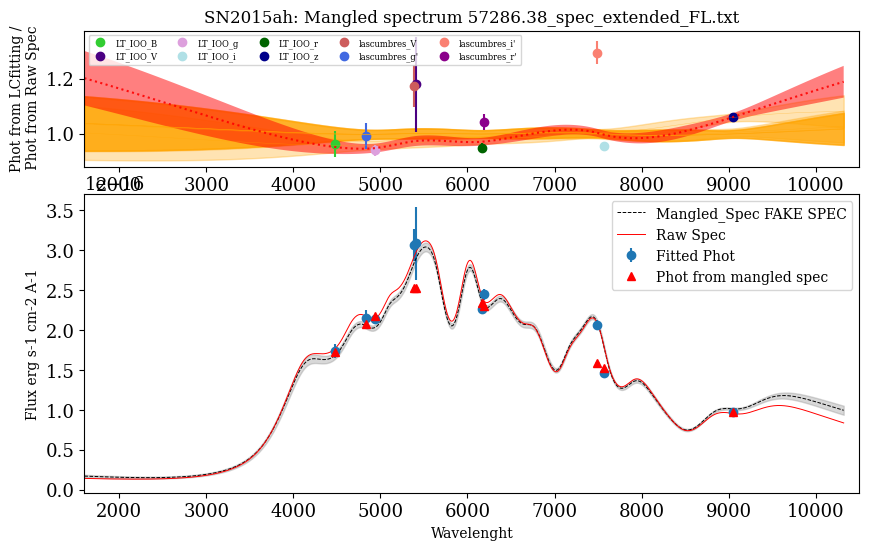 SN2015ah: Mangled spectrum 57286.38_spec_extended_FL.txt
Phot from LCfitting /
Phot from Raw Spec
LT_IOO_B LT_IOO_g LT_IOO_r lascumbres_V lascumbres_i'
LT_IOO_V LT_IOO_i LT_IOO_z lascumbres_g' lascumbres_r'
1.2
1.0
2000 3000 4000 5000 6000 7000 8000 9000 10000
1e−16
Flux erg s-1 cm-2 A-1
3.5
3.0
2.5
2.0
1.5
1.0
0.5
0.0
Mangled_Spec FAKE SPEC
Raw Spec
Fitted Phot
Phot from mangled spec
2000 3000 4000 5000 6000 7000 8000 9000 10000
Wavelenght